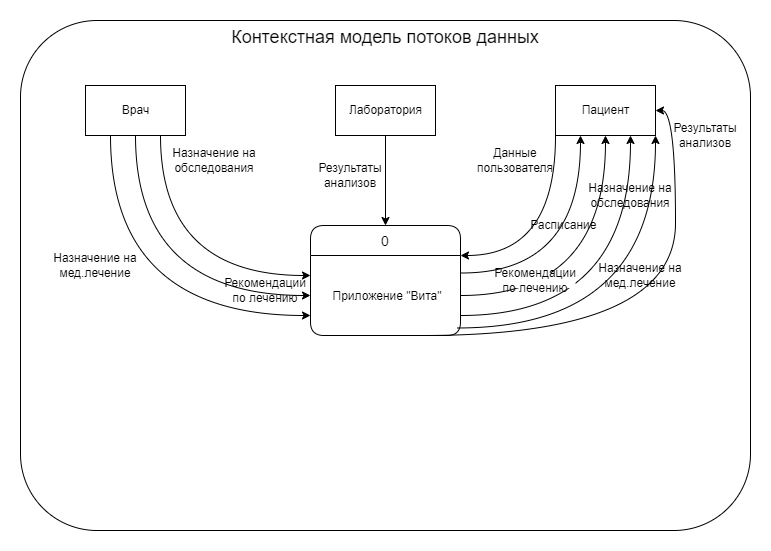 Контекстная модель потоков данных
Врач
Лаборатория
Пациент
Назначение на
обследования
Результаты
анализов
Данные
пользователя
Результаты
анализов
Назначение на
обследования
Расписание
0
Назначение на
мед.лечение
Рекомендации
по лечению
Приложение "Вита"
Рекомендации
по лечению
Назначение на
мед.лечение